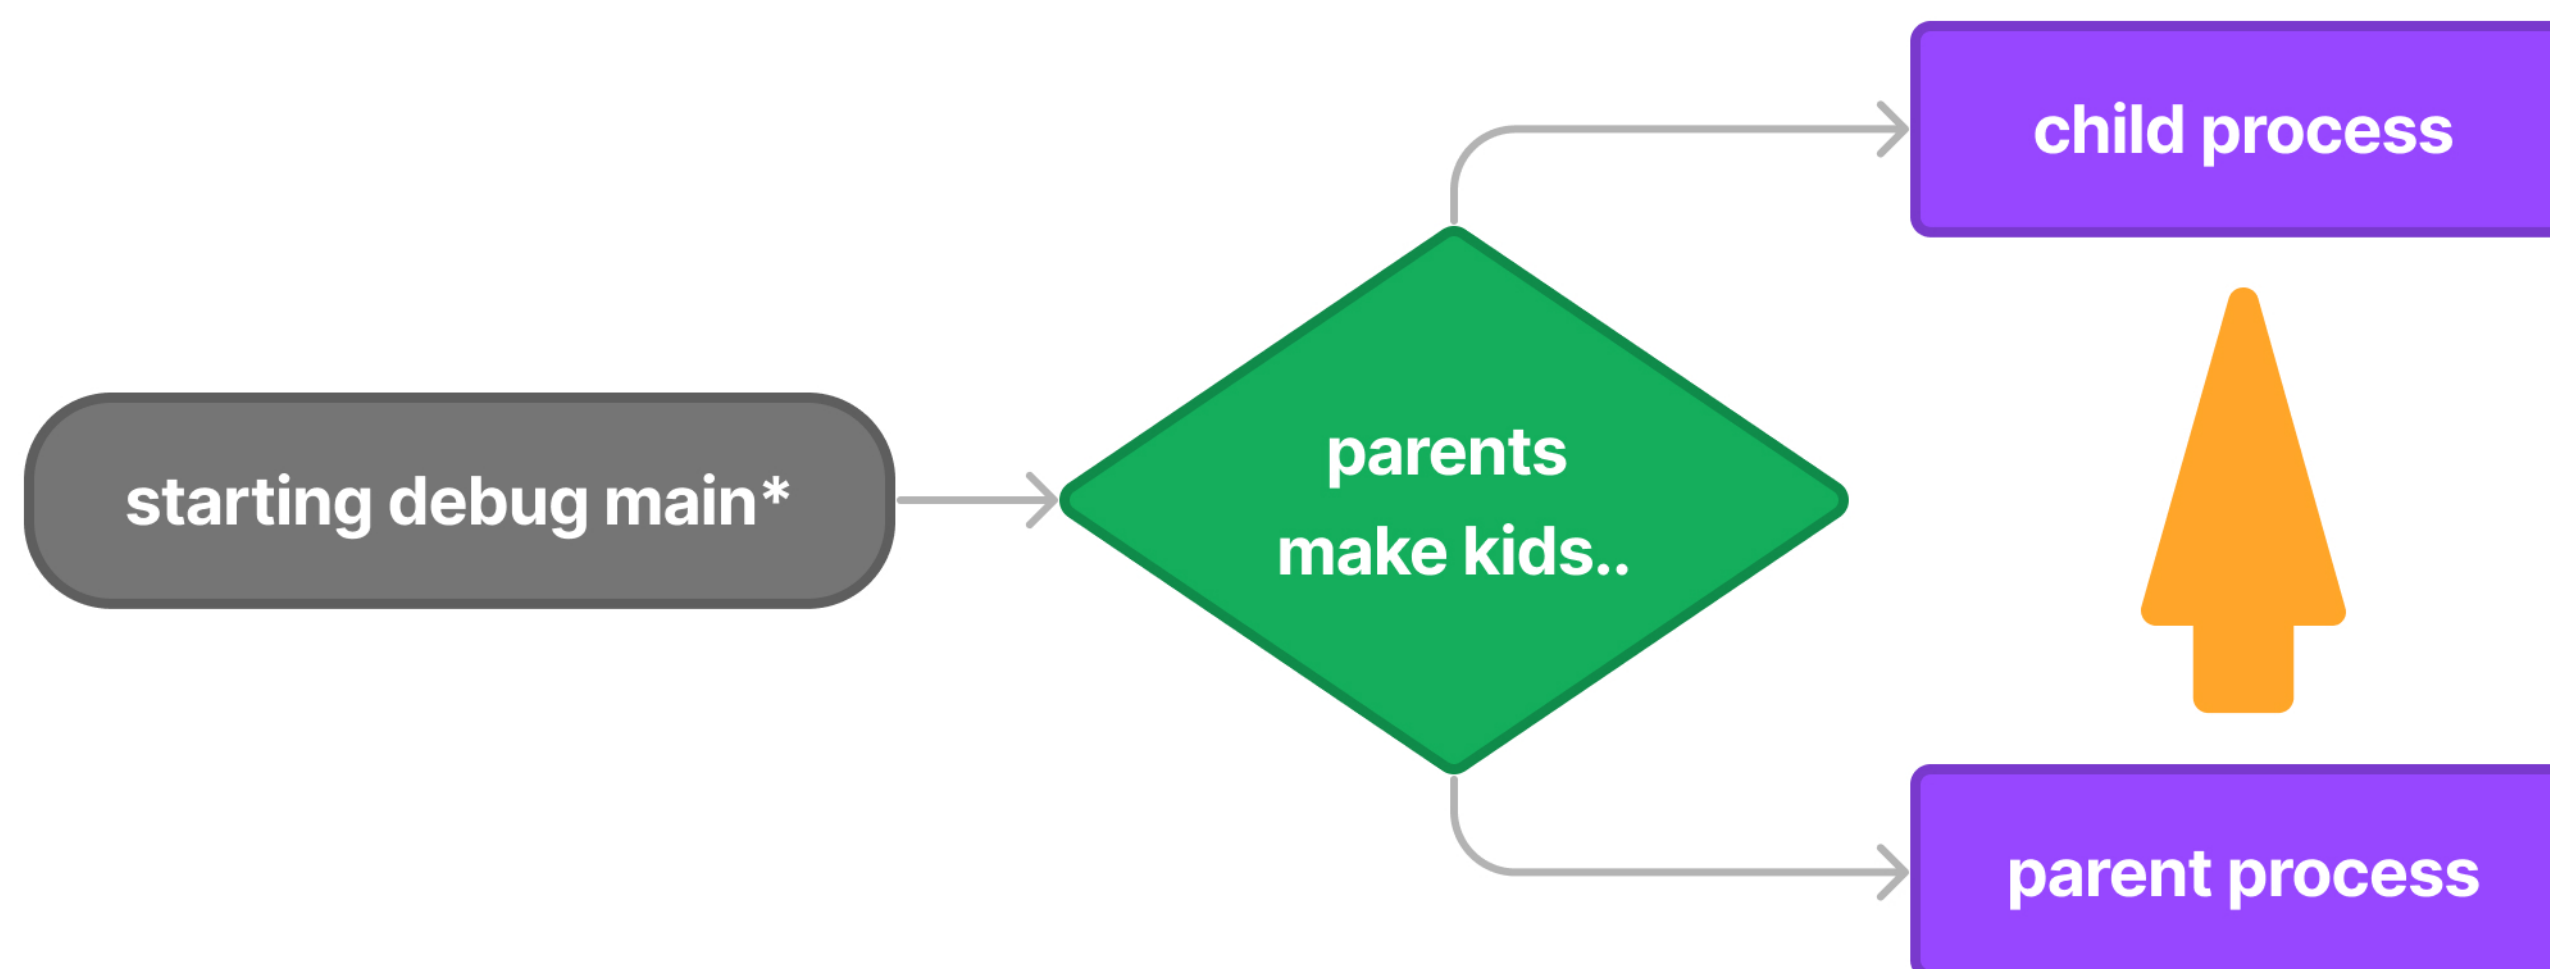 child process
starting debug main*
parents
make kids..
parent process